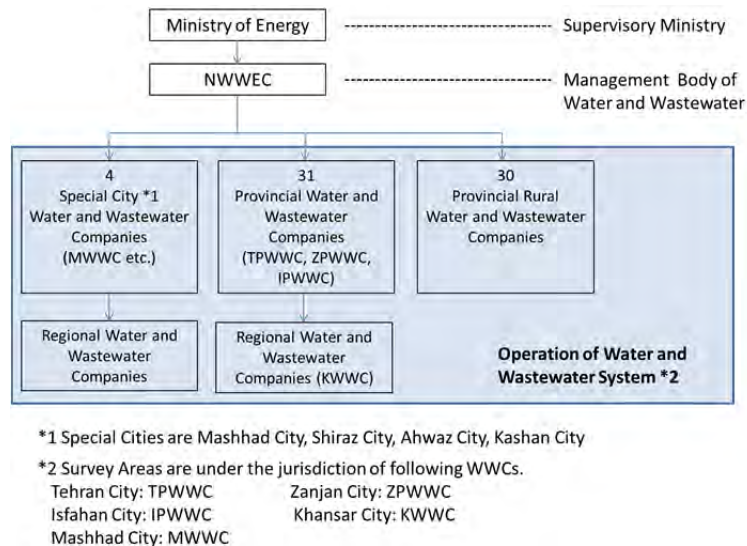 Ministry of Energy
Supervisory Ministry
NWWEC
Management Body of
Water and Wastewater
4
Special City *1
Water and Wastewater
Companies
(MWWC etc.)
31
Provincial Water and
Wastewater
Companies
(TPWWC, ZPWWC,
IPWWC)
30
Provincial Rural
Water and Wastewater
Companies
Regional Water and
Wastewater
Companies
Regional Water and
Wastewater
Companies (KWWC)
Operation of Water and
Wastewater System *2
*1 Special Cities are Mashhad City, Shiraz City, Ahwaz City, Kashan City
*2 Survey Areas are under the jurisdiction of following WWCs.
Tehran City: TPWWC Zanjan City: ZPWWC
Isfahan City: IPWWC Khansar City: KWWC
Mashhad City: MWWC